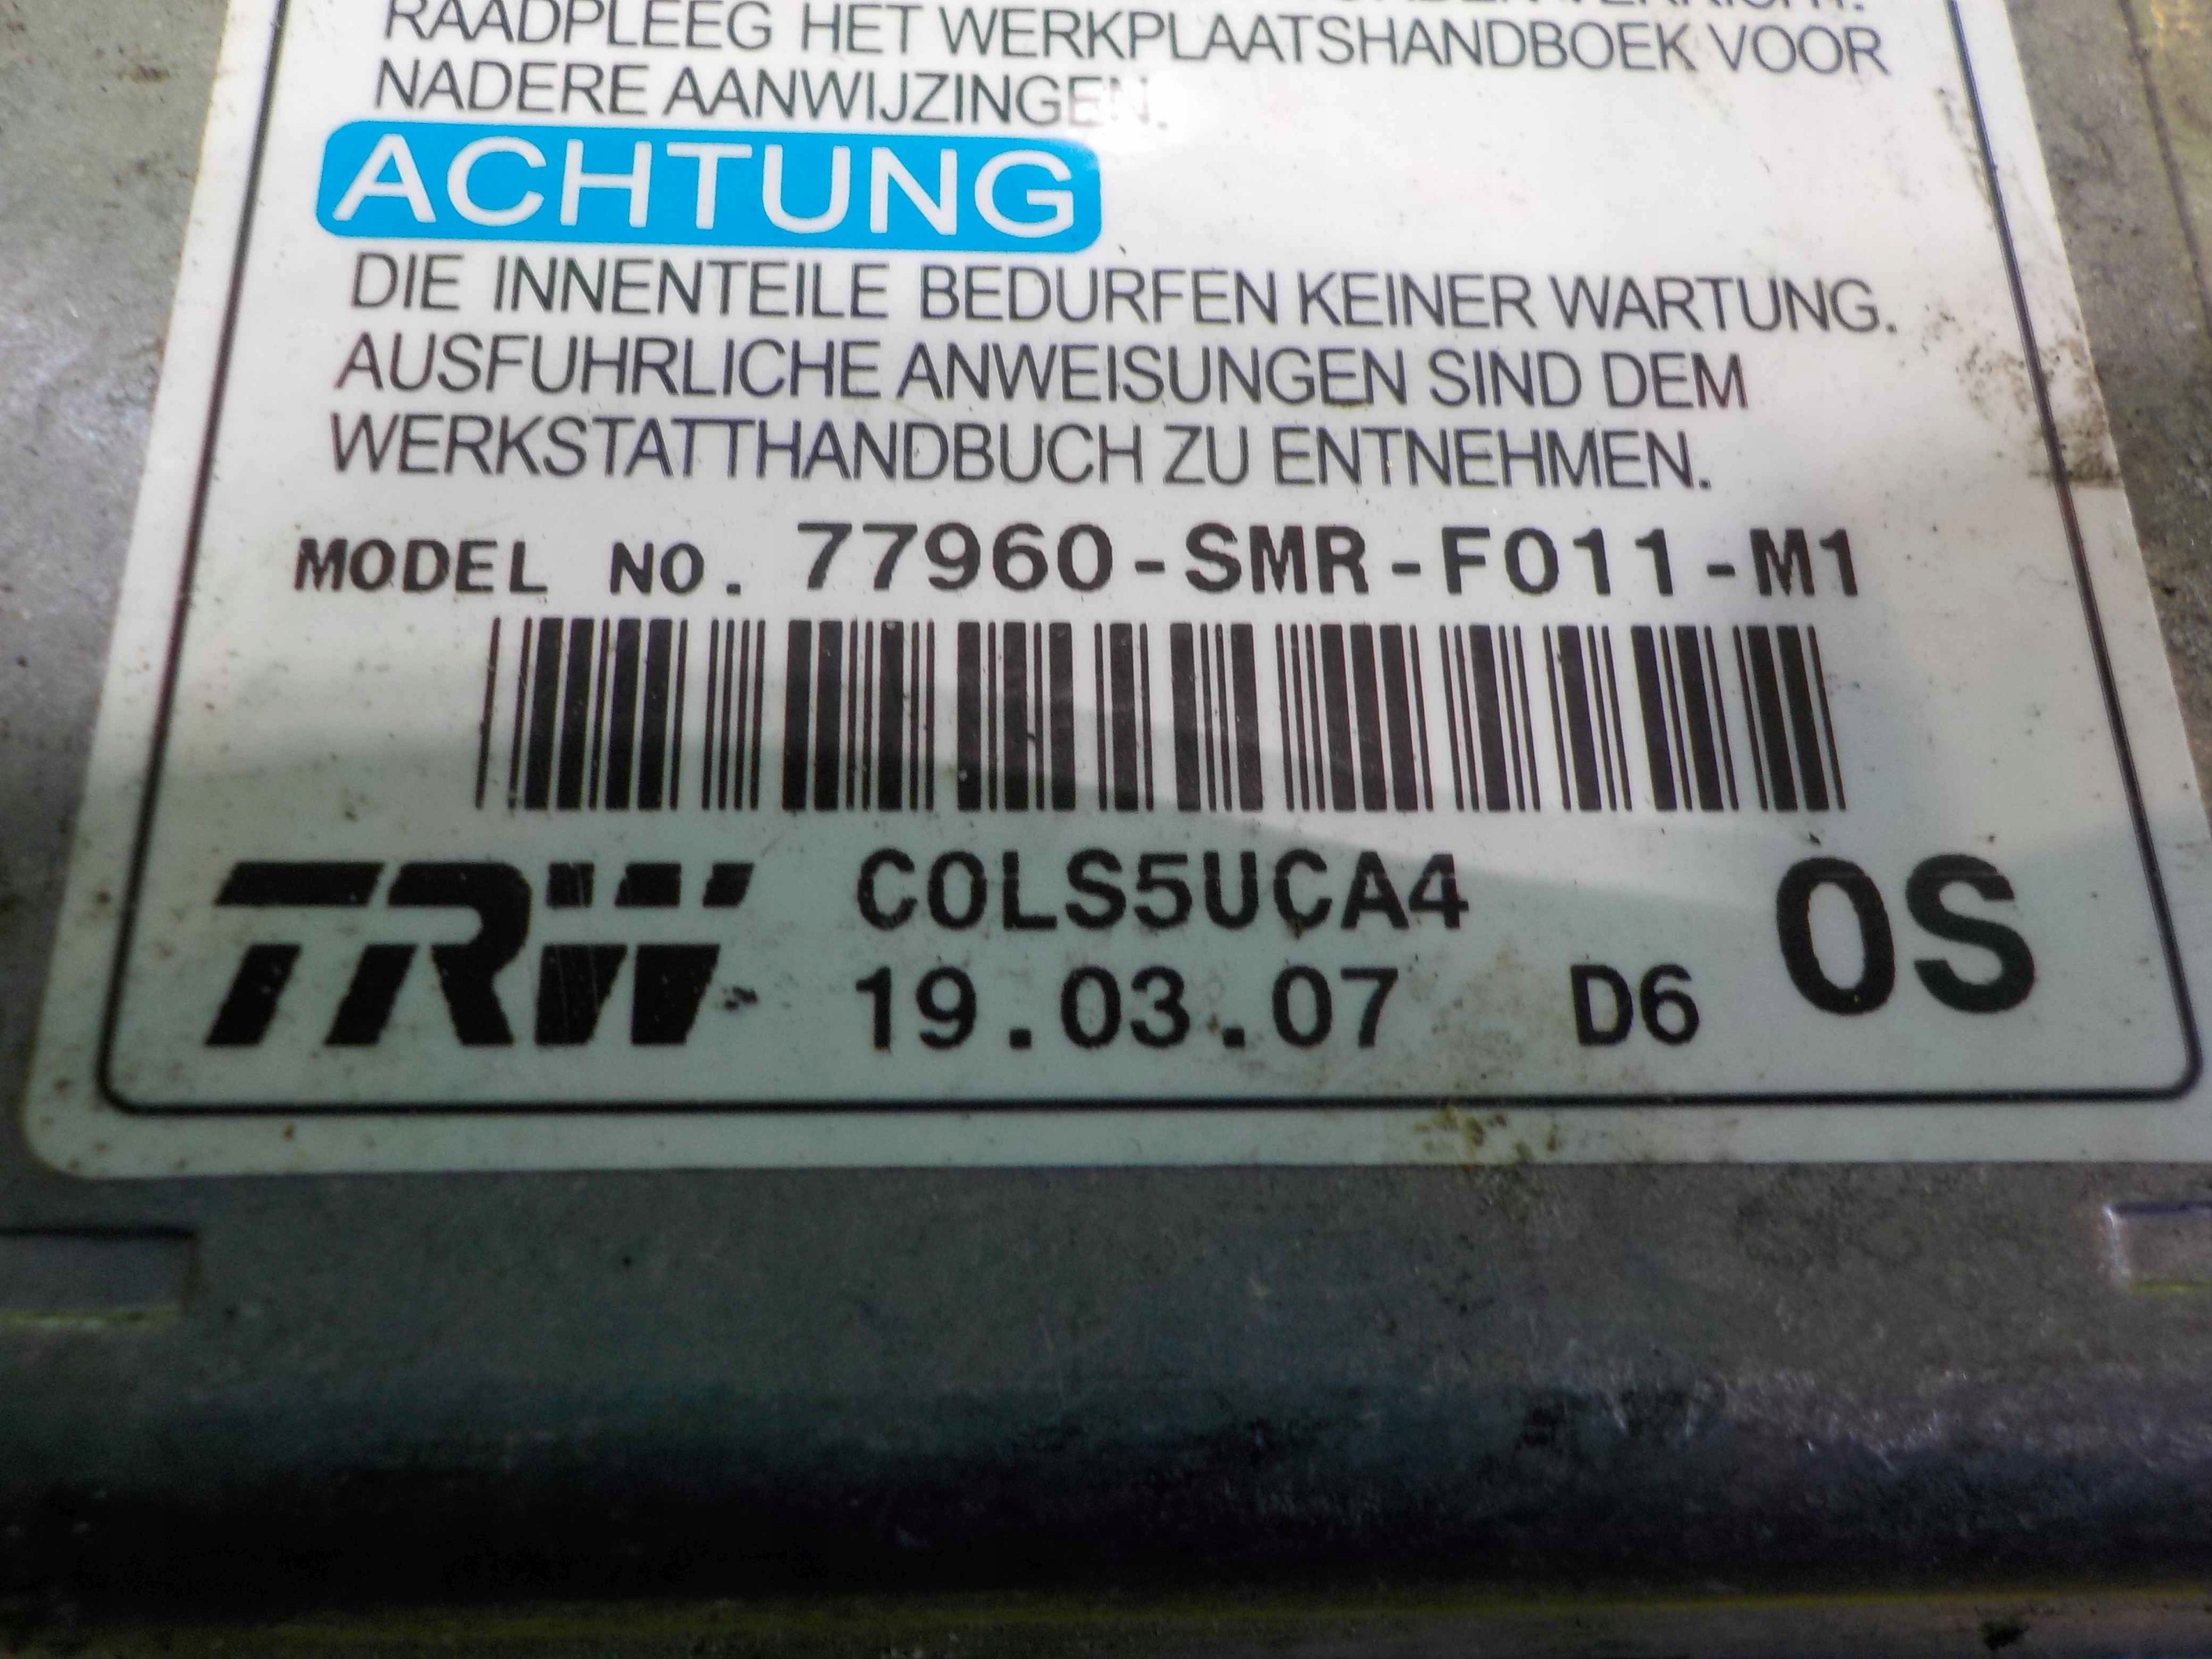 RAADPLEEG HET WERKPLAATSHANDBOEK VOOR
NADERE AANWIJZINGEN.
ACHTUNG
DIE INNENTEILE BEDURFEN KEINER WARTUNG.
AUSFUHRLICHE ANWEISUNGEN SIND DEM
WERKSTATTHANDBUCH ZU ENTNEHMEN.
MODEL NO. 77960-SMR-F011-M1
TRW C0LS5UCA4 0S
19.03.07 D6